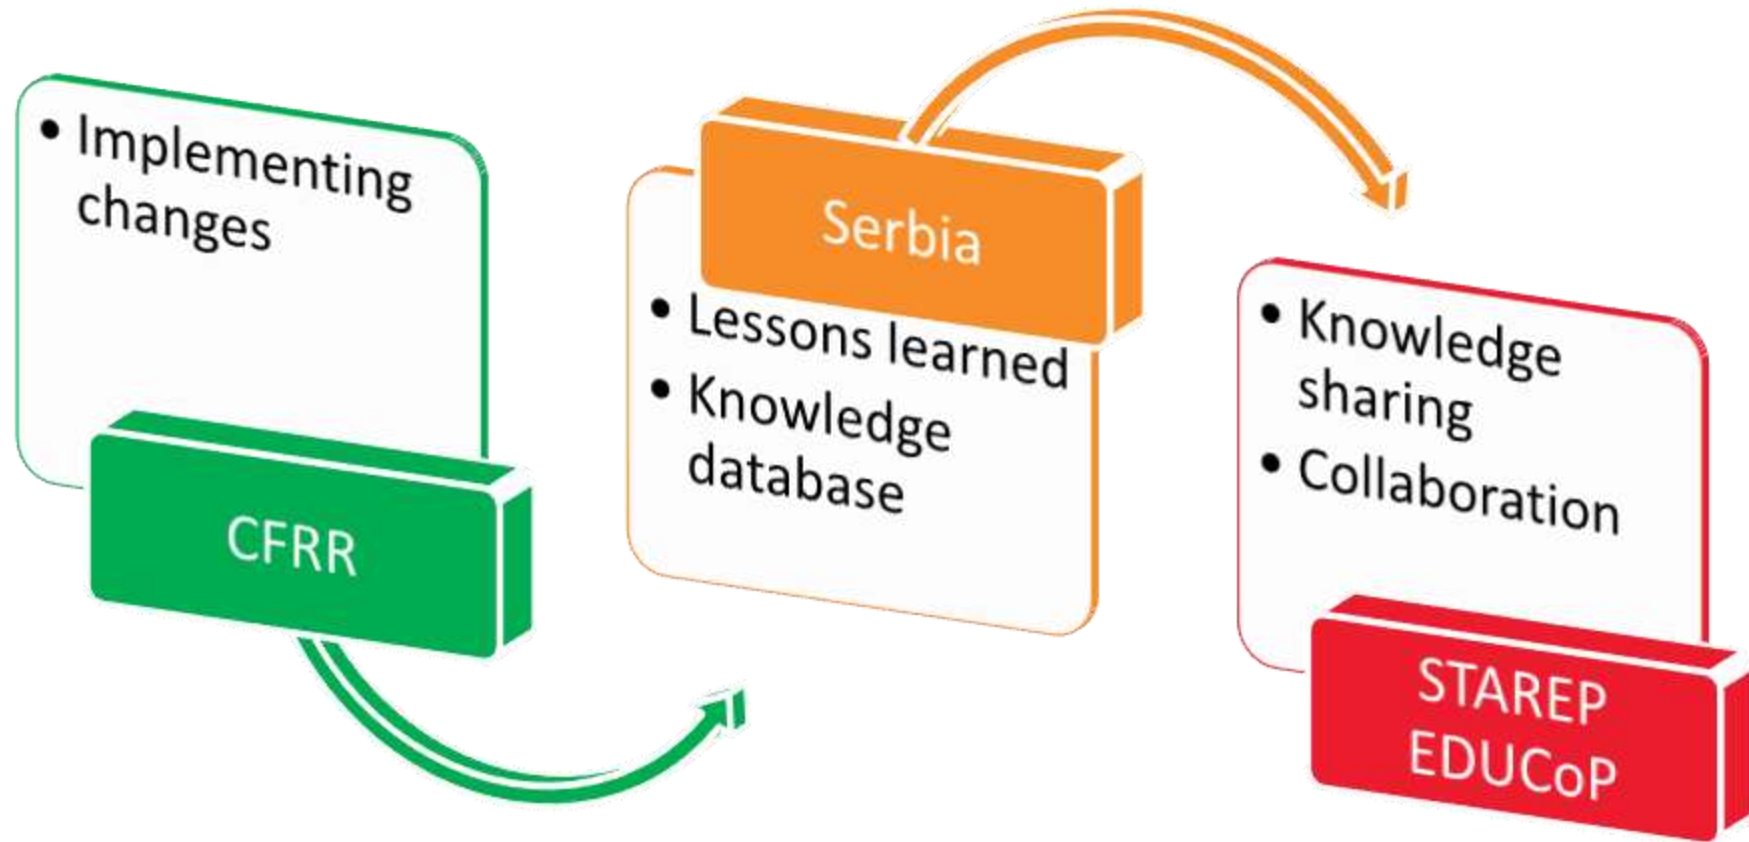 • Implementing
changes
CFRR
Serbia
• Lessons learned
• Knowledge
database
• Knowledge
sharing
• Collaboration
STAREP
EDUCoP